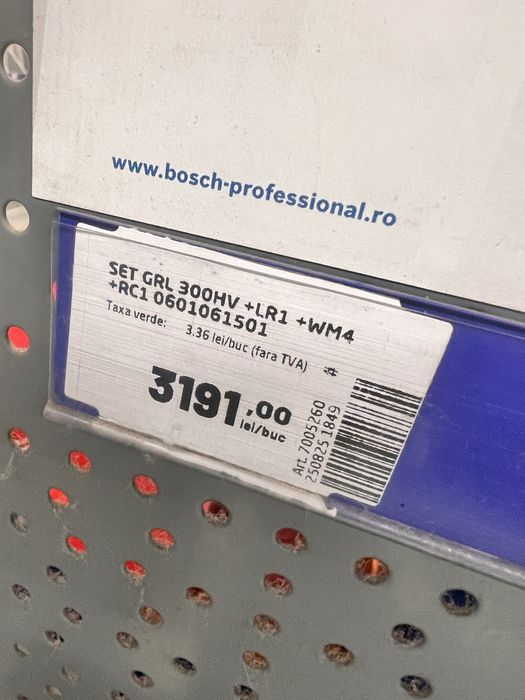 www.bosch-professional.ro
SET GRL 300HV +LR1 +WM4
+RC1 0601061501
Taxa verde: 3.36 lei/buc (fara TVA) #
3191,00
lei/buc
Art. 7005260
250825 1849